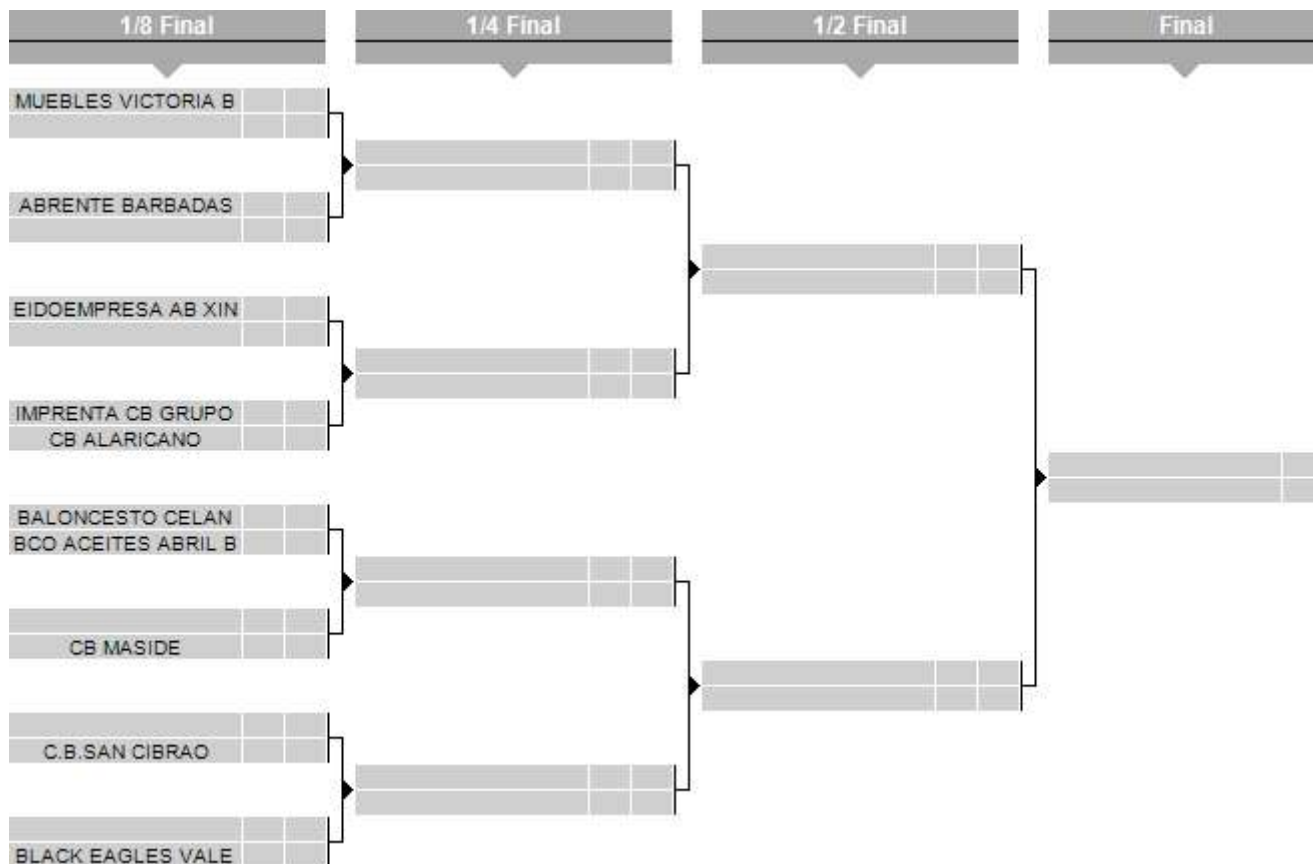 1/8 Final
1/4 Final
1/2 Final
Final
MUEBLES VICTORIA B
ABRENTE BARBADAS
EIDOEMPRESA AB XIN
IMPRENTA CB GRUPO
CB ALARICANO
BALONCESTO CELAN
BCO ACEITES ABRIL B
CB MASIDE
C.B.SAN CIBRAO
BLACK EAGLES VALE